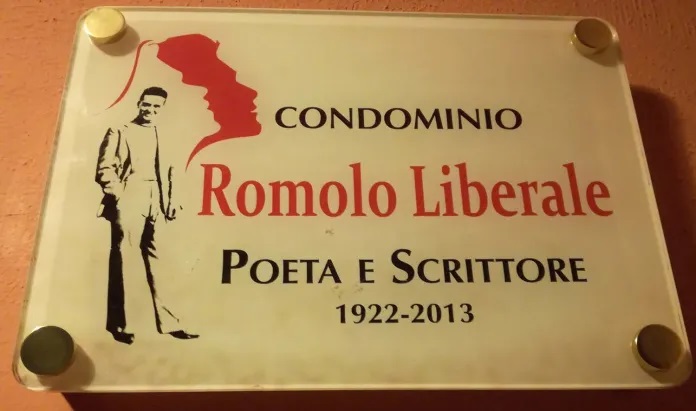 CONDOMINIO
Romolo Liberale
POETA E SCRITTORE
1922-2013